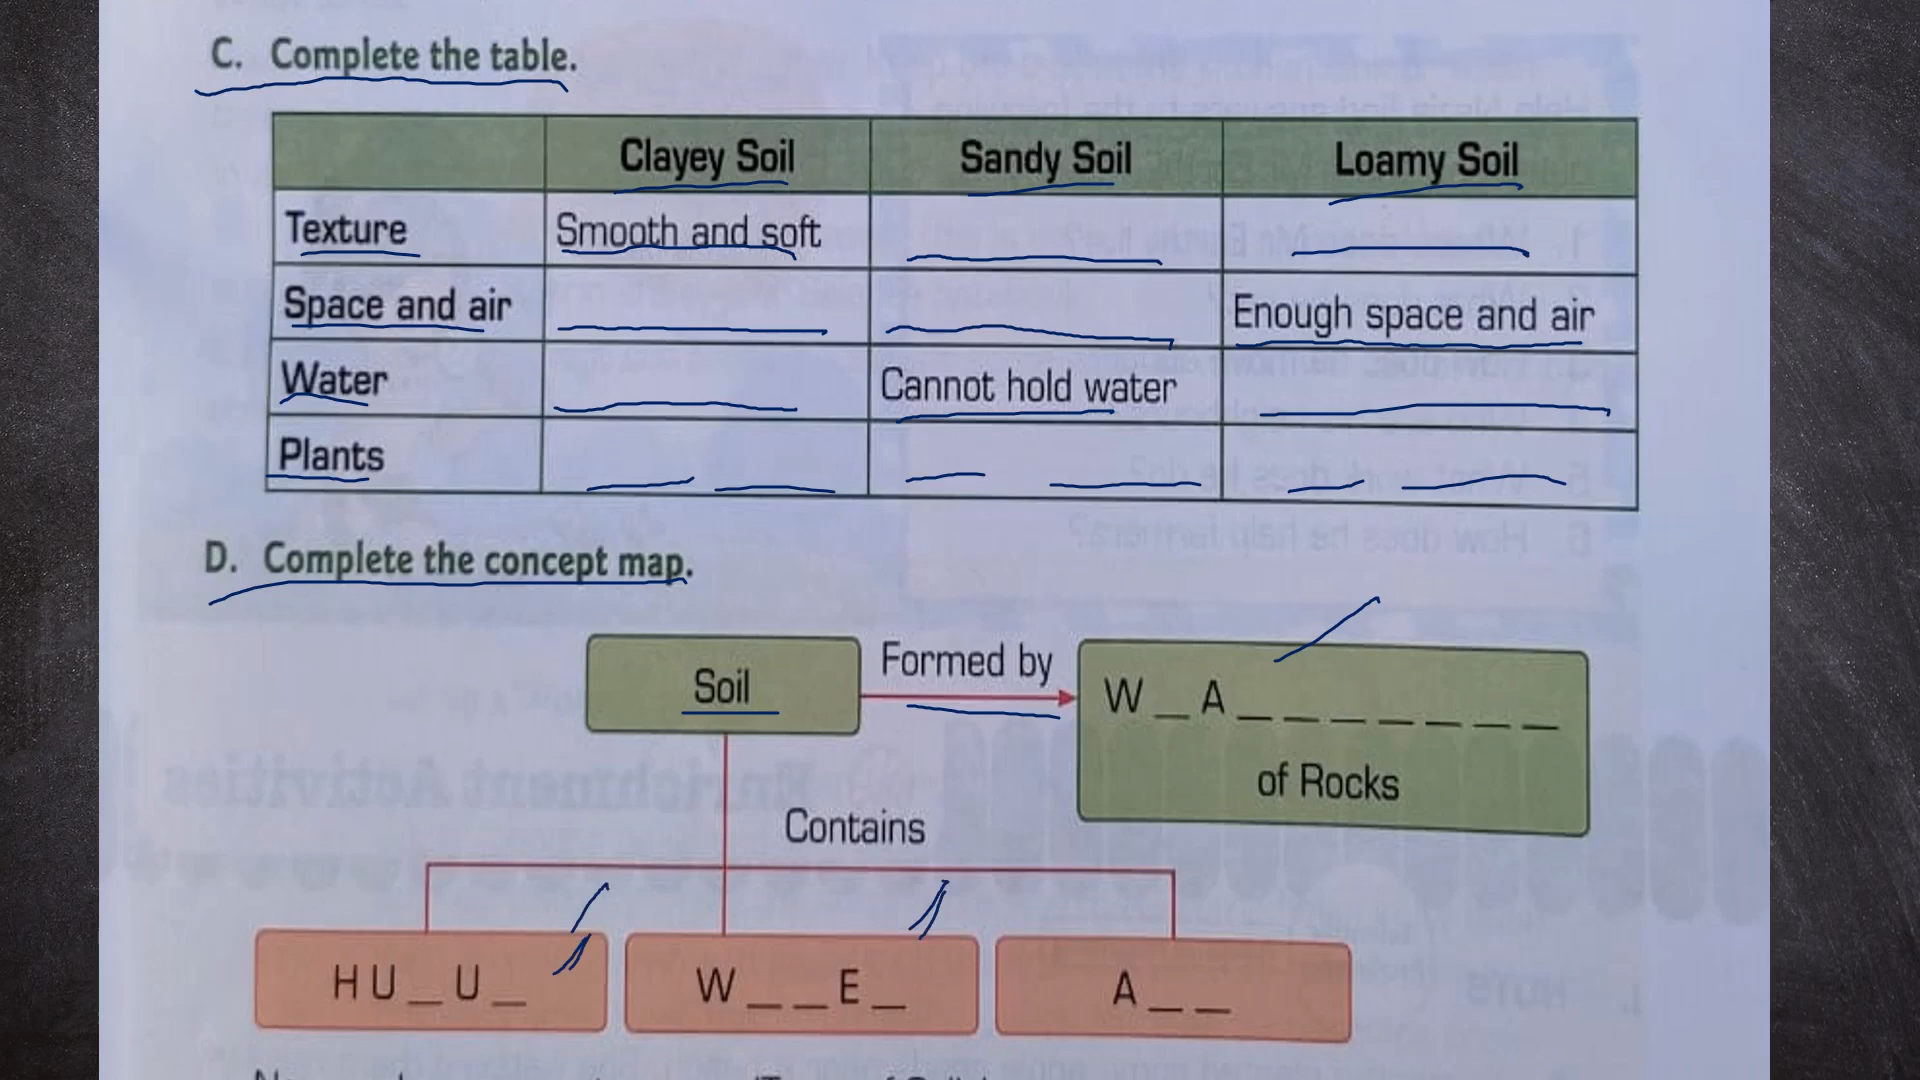 C. Complete the table.
Clayey Soil Sandy Soil Loamy Soil
Texture Smooth and soft
Space and air Enough space and air
Water Cannot hold water
Plants
D. Complete the concept map.
Soil Formed by W _ A _ _ _ _ _ _ _
of Rocks
Contains
H U _ U _ W _ _ E _ A _ _